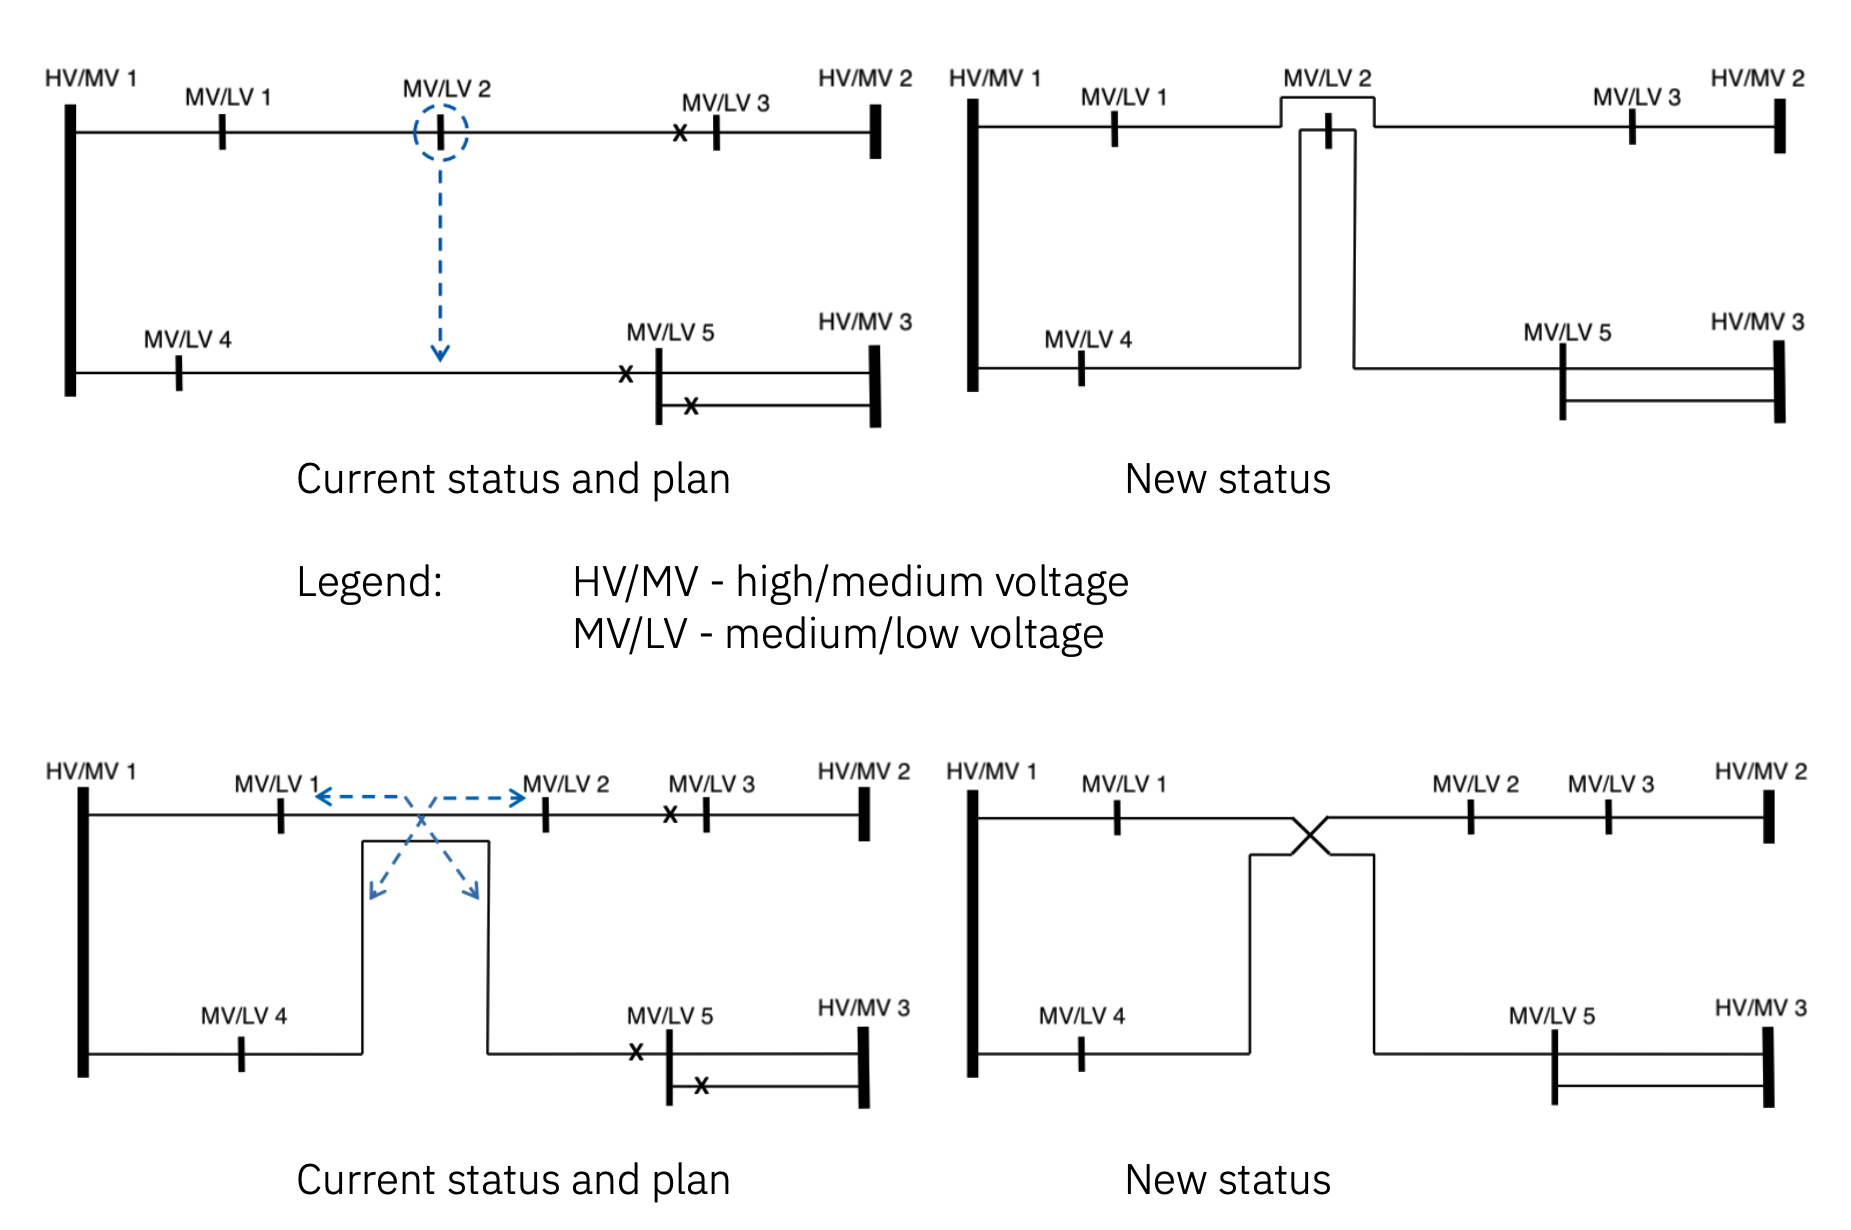 HV/MV 1
MV/LV 1
MV/LV 2
MV/LV 3
HV/MV 2
x
MV/LV 4
MV/LV 5
HV/MV 3
x
x
Current status and plan
HV/MV 1
MV/LV 1
MV/LV 2
MV/LV 3
HV/MV 2
MV/LV 4
MV/LV 5
HV/MV 3
New status
Legend: HV/MV - high/medium voltage
MV/LV - medium/low voltage
HV/MV 1
MV/LV 1
MV/LV 2
MV/LV 3
HV/MV 2
x
MV/LV 4
MV/LV 5
HV/MV 3
x
x
Current status and plan
HV/MV 1
MV/LV 1
MV/LV 2
MV/LV 3
HV/MV 2
MV/LV 4
MV/LV 5
HV/MV 3
New status